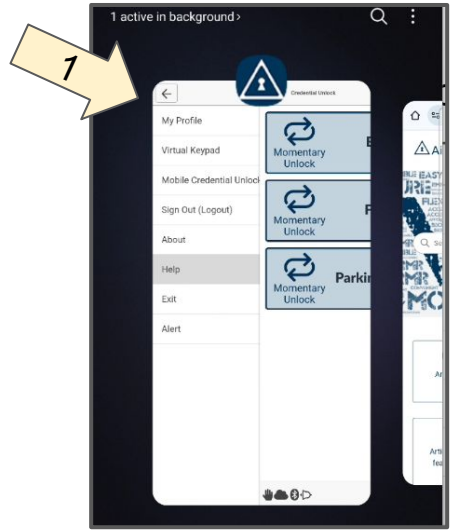 1 active in background ›
1
Credential Unlock
My Profile
Virtual Keypad
Mobile Credential Unloc
Sign Out (Logout)
About
Help
Exit
Alert
Momentary
Unlock
Momentary
Unlock
Momentary
Unlock
Parkin